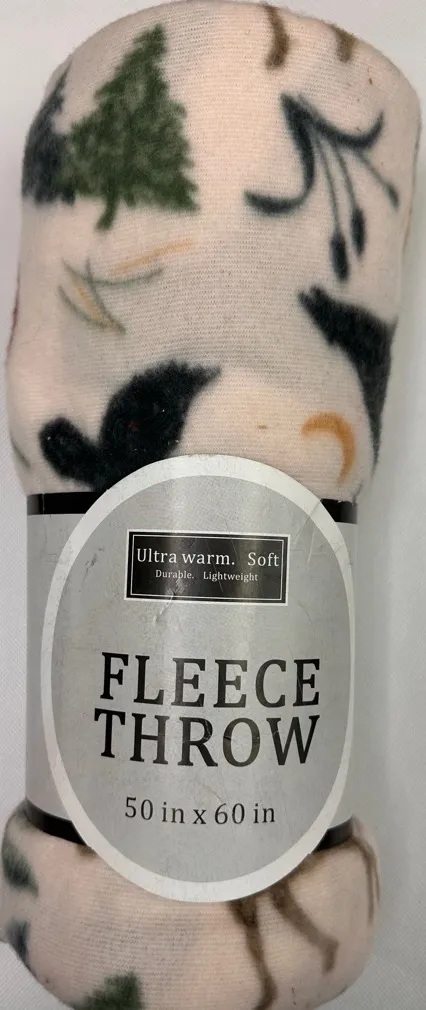 Ultra warm. Soft
Durable. Lightweight
FLEECE
THROW
50 in x 60 in